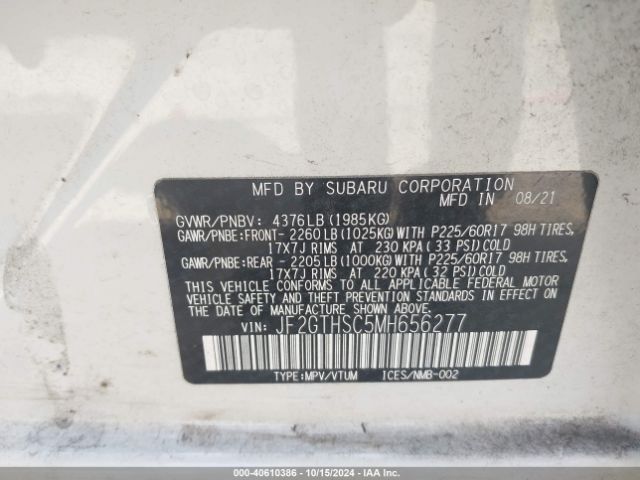 MFD BY SUBARU CORPORATION
MFD IN 08/21
GVWR/PNBV: 4376LB(1985KG)
GAWR/PNBE:FRONT-2260LB(1025KG)WITH P225/60R17 98H TIRES,
17X7J RIMS AT 230 KPA(33 PSI)COLD
GAWR/PNBE:REAR -2205LB(1000KG)WITH P225/60R17 98H TIRES,
17X7J RIMS AT 220 KPA(32 PSI)COLD
THIS VEHICLE CONFORMS TO ALL APPLICABLE FEDERAL MOTOR
VEHICLE SAFETY AND THEFT PREVENTION STANDARDS IN EFFECT ON
THE DATE OF MANUFACTURE SHOWN ABOVE.
VIN: JF2GTHSC5MH656277
TYPE:MPV/VTUM ICES/NMB-002
000-40610386 - 10/15/2024 - IAA Holdings, LLC